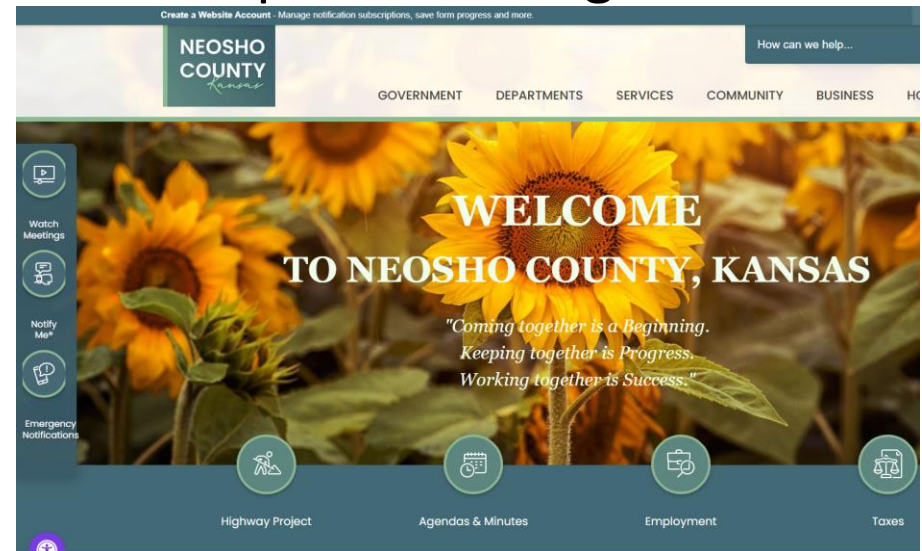 Create a Website Account - Manage notification subscriptions, save form progress and more.
NEOSHO
COUNTY
Kansas
How can we help...
GOVERNMENT DEPARTMENTS SERVICES COMMUNITY BUSINESS HO
WELCOME
TO NEOSHO COUNTY, KANSAS
"Coming together is a Beginning.
Keeping together is Progress.
Working together is Success."
Watch
Meetings
Notify
Me®
Emergency
Notifications
Highway Project Agendas & Minutes Employment Taxes